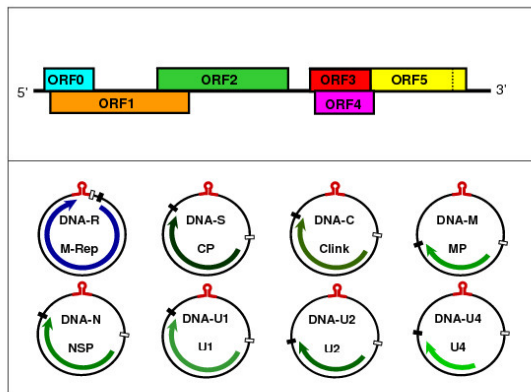 ORF0 ORF2 ORF3 ORF5
5' 3'
ORF1 ORF4
DNA-R DNA-S DNA-C DNA-M
M-Rep CP Clink MP
DNA-N DNA-U1 DNA-U2 DNA-U4
NSP U1 U2 U4